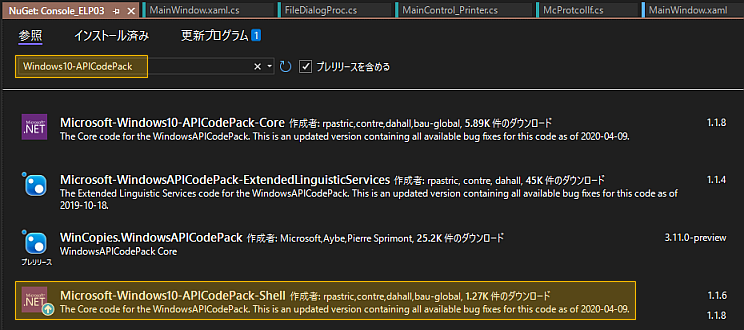 NuGet: Console_ELP03
MainWindow.xaml.cs
FileDialogProc.cs
MainControl_Printer.cs
McProtcolIf.cs
MainWindow.xaml
参照 インストール済み 更新プログラム 1
Windows10-APICodePack プレリリースを含める
Microsoft-Windows10-APICodePack-Core 作成者: rpastric,contre,dahall,bau-global, 5.89K 件のダウンロード 1.1.8
The Core code for the WindowsAPICodePack. This is an updated version containing all available bug fixes for this code as of 2020-04-09.
Microsoft-WindowsAPICodePack-ExtendedLinguisticServices 作成者: rpastric, contre, dahall, 45K 件のダウンロード 1.1.4
The Extended Linguistic Services code for the WindowsAPICodePack. This is an updated version containing all available bug fixes for this code as of
2019-10-18.
WinCopies.WindowsAPICodePack 作成者: Microsoft,Aybe,Pierre Sprimont, 25.2K 件のダウンロード 3.11.0-preview
WindowsAPICodePack Core
プレリリース
Microsoft-Windows10-APICodePack-Shell 作成者: rpastric,contre,dahall,bau-global, 1.27K 件のダウンロード 1.1.6
The Core code for the WindowsAPICodePack. This is an updated version containing all available bug fixes for this code as of 2020-04-09.
1.1.8
.NET
.NET